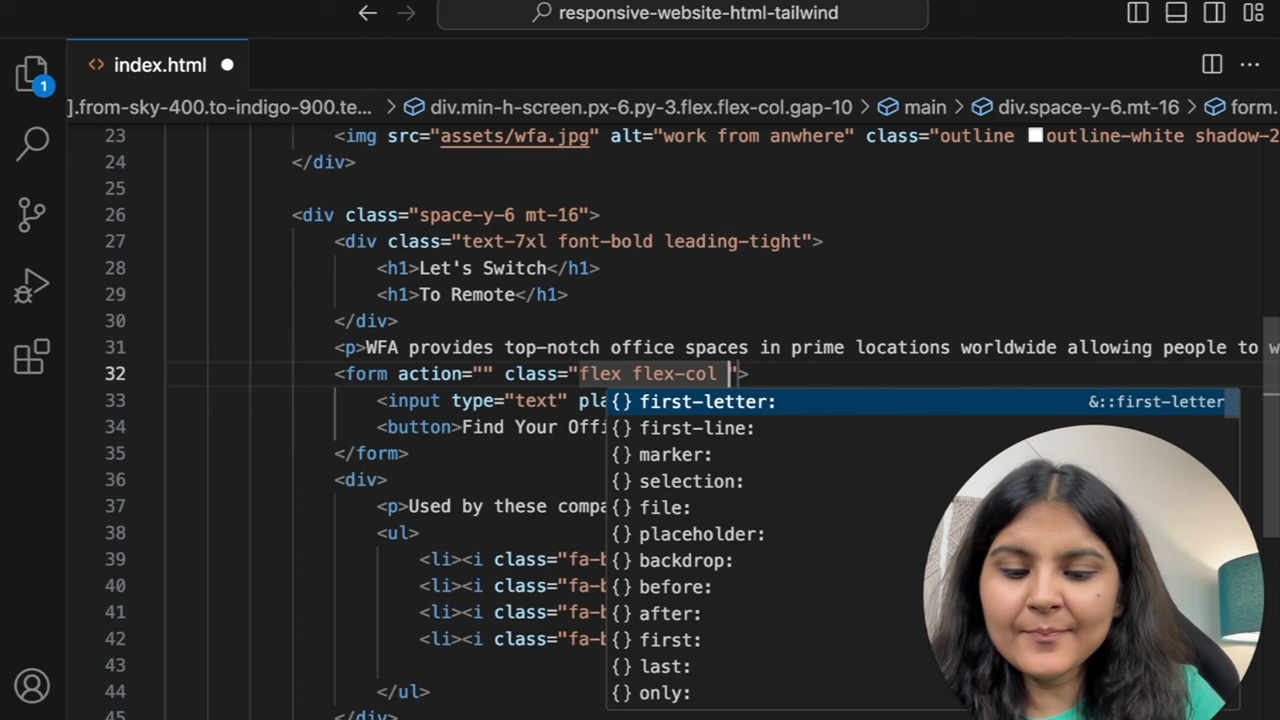 responsive-website-html-tailwind
index.html
1
].from-sky-400.to-indigo-900.te... > div.min-h-screen.px-6.py-3.flex.flex-col.gap-10 > main > div.space-y-6.mt-16 > form.
23 <img src="assets/wfa.jpg" alt="work from anwhere" class="outline outline-white shadow-2
24 </div>
25
26 <div class="space-y-6 mt-16">
27 <div class="text-7xl font-bold leading-tight">
28 <h1>Let's Switch</h1>
29 <h1>To Remote</h1>
30 </div>
31 <p>WFA provides top-notch office spaces in prime locations worldwide allowing people to w
32 <form action="" class="flex flex-col ">
33 <input type="text" pla
34 <button>Find Your Offi
35 </form>
36 <div>
37 <p>Used by these compa
38 <ul>
39 <li><i class="fa-b
40 <li><i class="fa-b
41 <li><i class="fa-b
42 <li><i class="fa-b
43
44 </ul>
45 </div>
{} first-letter: &::first-letter
{} first-line:
{} marker:
{} selection:
{} file:
{} placeholder:
{} backdrop:
{} before:
{} after:
{} first:
{} last:
{} only: